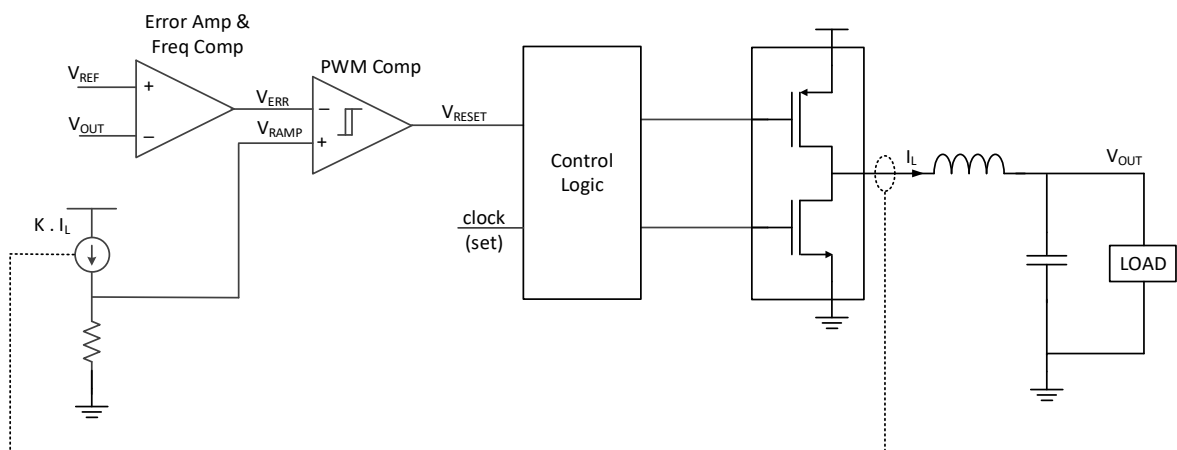 Error Amp &
Freq Comp
PWM Comp
VREF
+
VOUT
−
VERR
−
VRAMP
+
VRESET
Control
Logic
clock
(set)
K . IL
IL
VOUT
LOAD